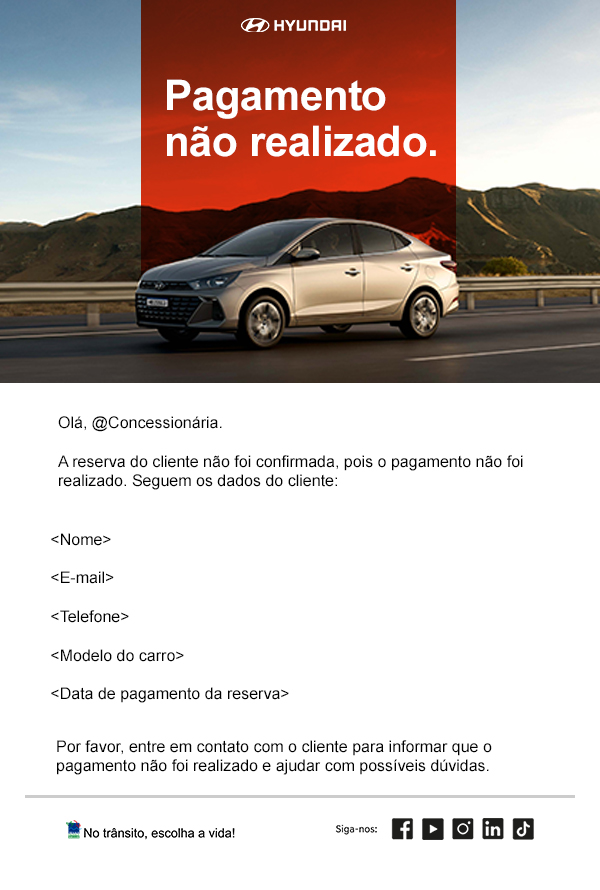 HYUNDAI
Pagamento
não realizado.
Olá, @Concessionária.
A reserva do cliente não foi confirmada, pois o pagamento não foi
realizado. Seguem os dados do cliente:
<Nome>
<E-mail>
<Telefone>
<Modelo do carro>
<Data de pagamento da reserva>
Por favor, entre em contato com o cliente para informar que o
pagamento não foi realizado e ajudar com possíveis dúvidas.
No trânsito, escolha a vida!
Siga-nos: